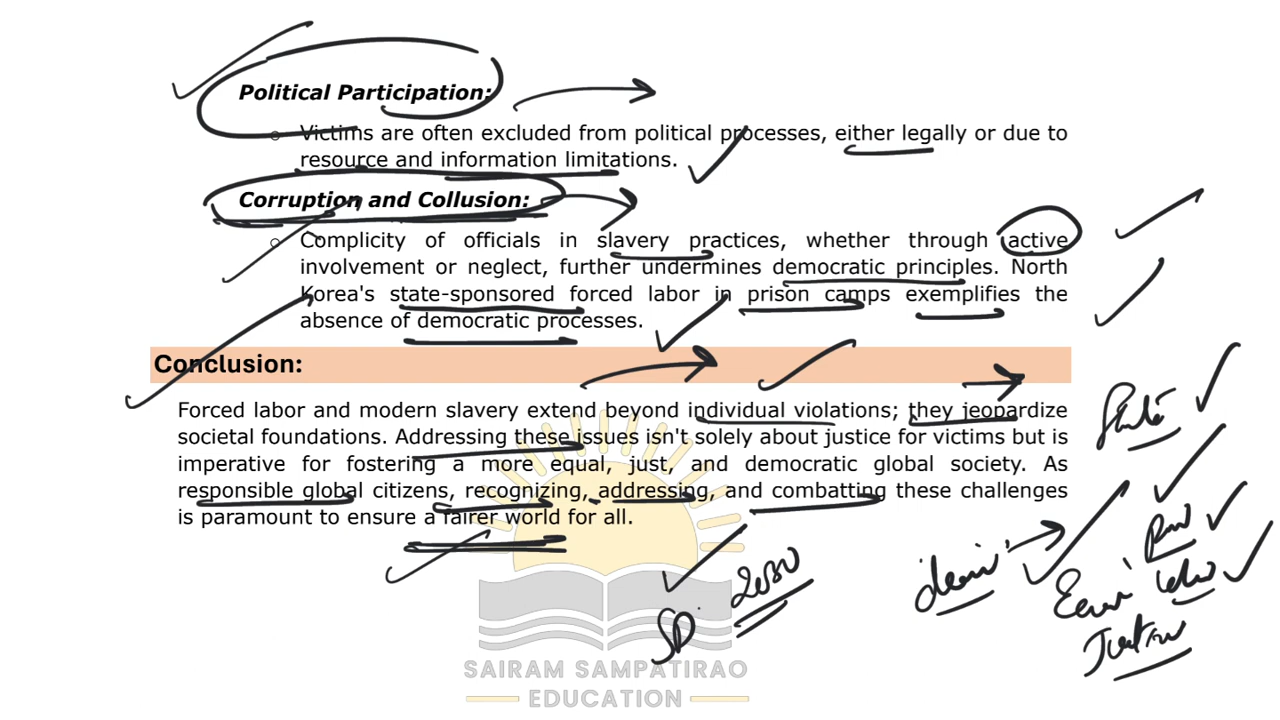 Political Participation:
○ Victims are often excluded from political processes, either legally or due to
resource and information limitations.
Corruption and Collusion:
○ Complicity of officials in slavery practices, whether through active
involvement or neglect, further undermines democratic principles. North
Korea's state-sponsored forced labor in prison camps exemplifies the
absence of democratic processes.
Conclusion:
Forced labor and modern slavery extend beyond individual violations; they jeopardize
societal foundations. Addressing these issues isn't solely about justice for victims but is
imperative for fostering a more equal, just, and democratic global society. As
responsible global citizens, recognizing, addressing, and combatting these challenges
is paramount to ensure a fairer world for all.
2030
SAIRAM SAMPATIRAO
EDUCATION